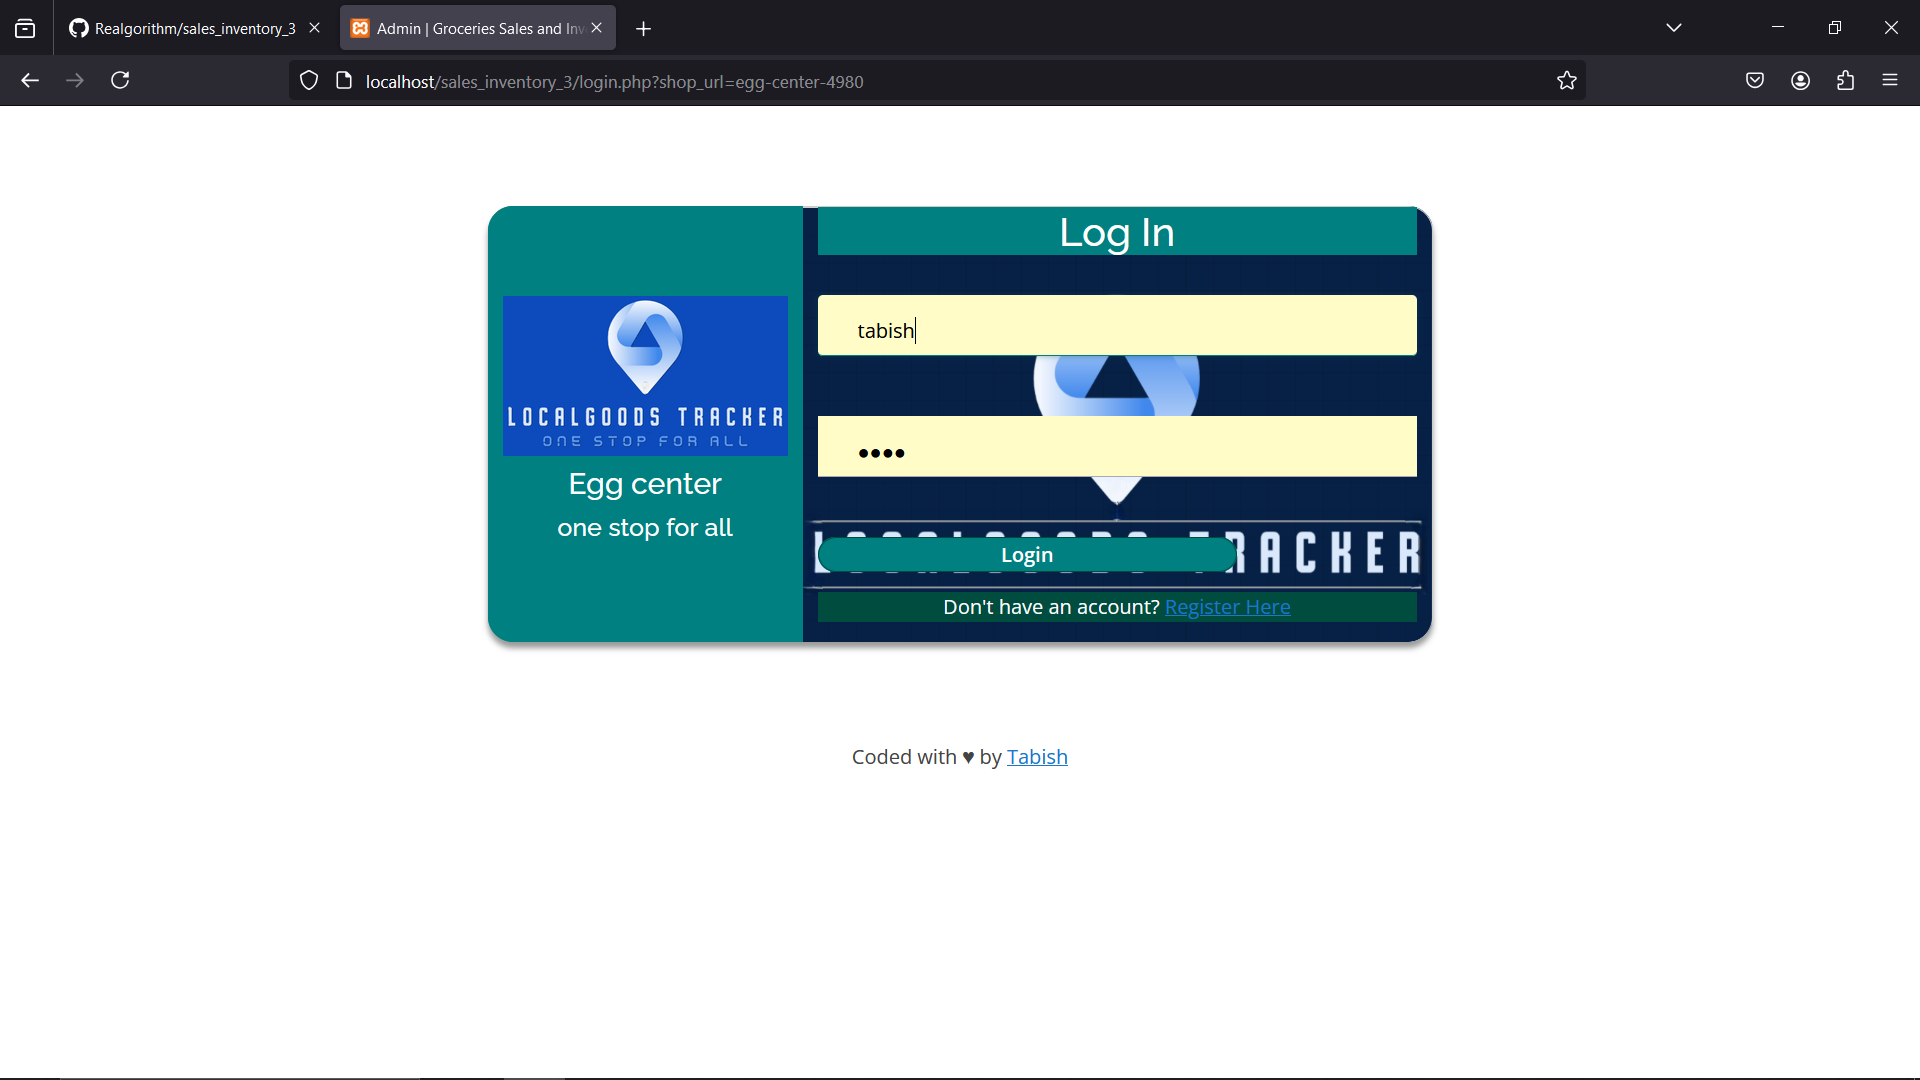 Realgorithm/sales_inventory_3
Admin | Groceries Sales and Inv
localhost/sales_inventory_3/login.php?shop_url=egg-center-4980
Log In
tabish
LOCALGOODS TRACKER
ONE STOP FOR ALL
Egg center
one stop for all
TRACKER
Login
Don't have an account? Register Here
Coded with ♥ by Tabish